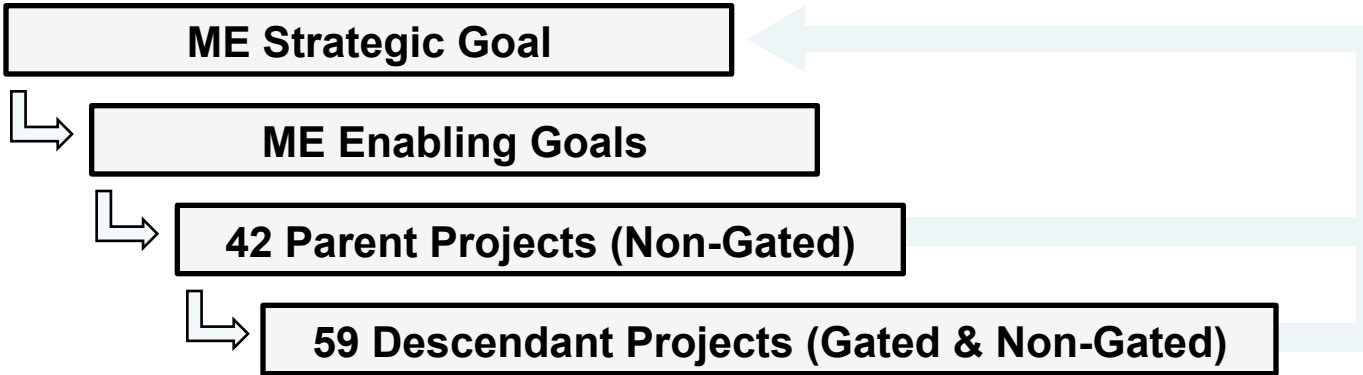 ME Strategic Goal
ME Enabling Goals
42 Parent Projects (Non-Gated)
59 Descendant Projects (Gated & Non-Gated)